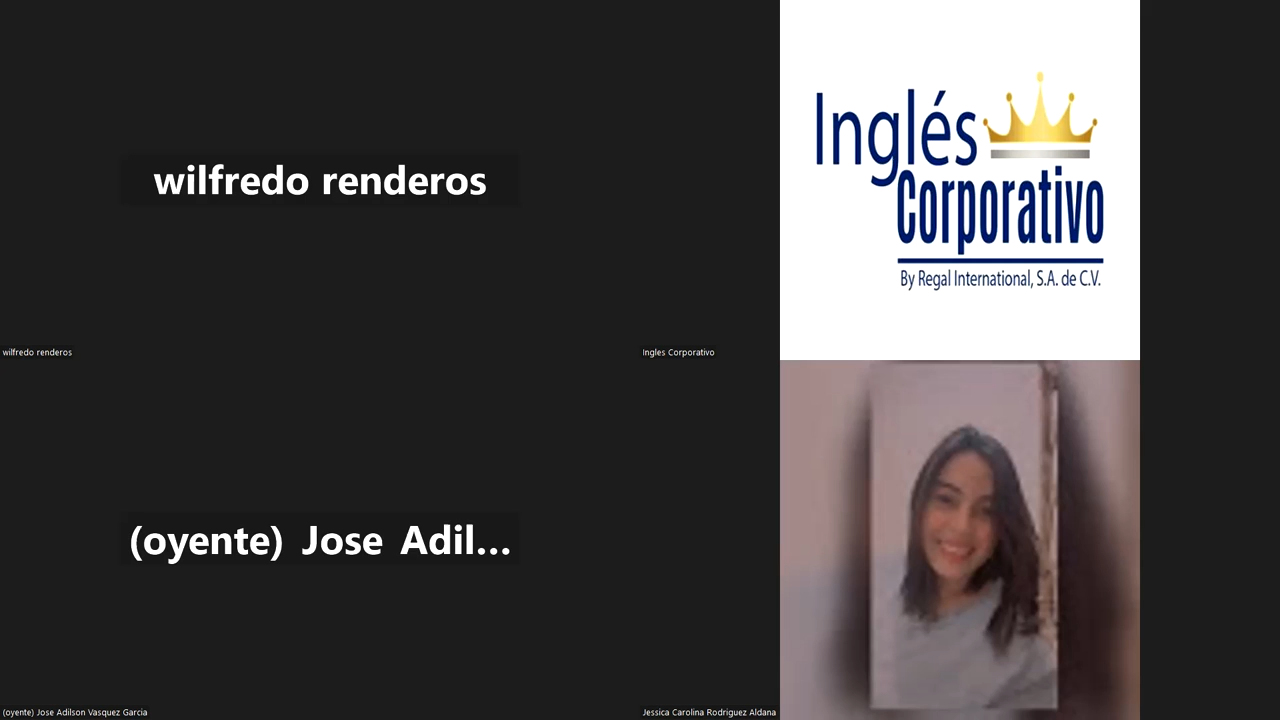 wilfredo renderos
wilfredo renderos
Inglés
Corporativo
By Regal International, S.A. de C.V.
Ingles Corporativo
(oyente) Jose Adil...
(oyente) Jose Adilson Vasquez Garcia
Jessica Carolina Rodriguez Aldana